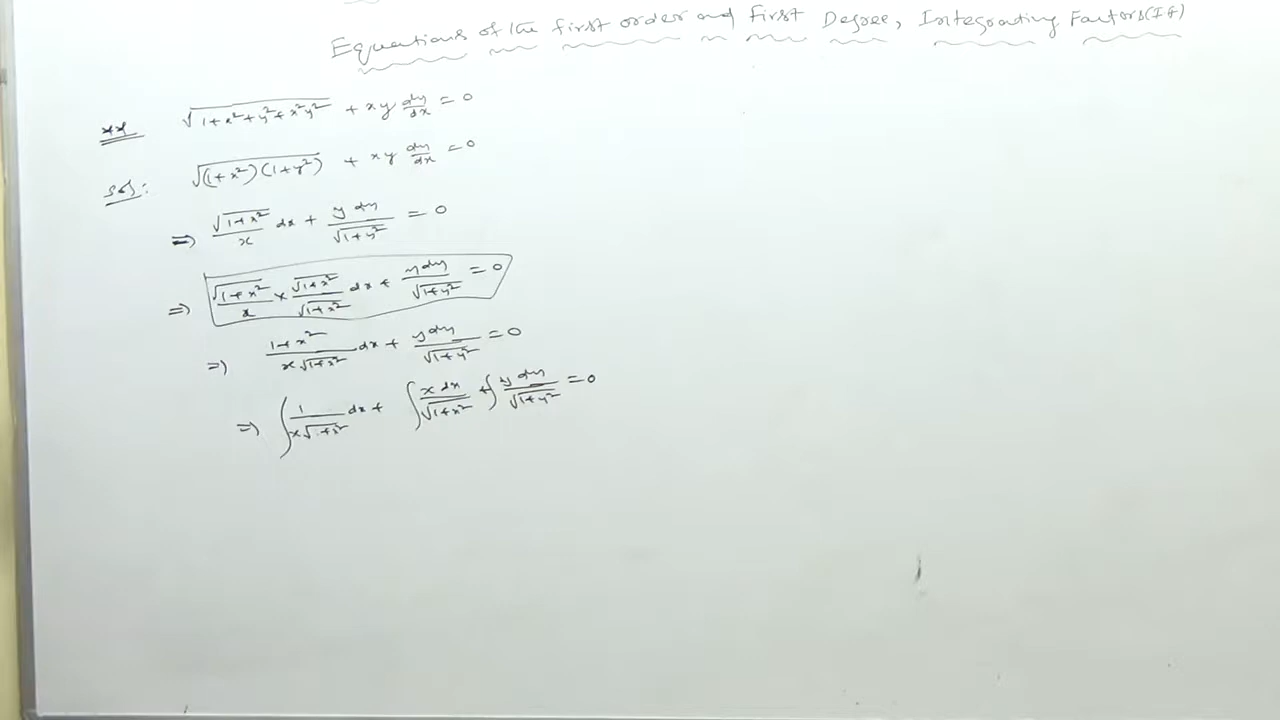 Equations of the first order and First Degree, Integrating Factors (IF)
√(1+x²+y²+x²y²) + xy dy/dx = 0
Sol: √((1+x²)(1+y²)) + xy dy/dx = 0
⇒ √(1+x²)/x dx + y dy/√(1+y²) = 0
⇒ √(1+x²)/x × √(1+x²)/√(1+x²) dx + y dy/√(1+y²) = 0
⇒ (1+x²)/(x√(1+x²)) dx + y dy/√(1+y²) = 0
⇒ ∫ 1/(x√(1+x²)) dx + ∫ x dx/√(1+x²) + ∫ y dy/√(1+y²) = 0